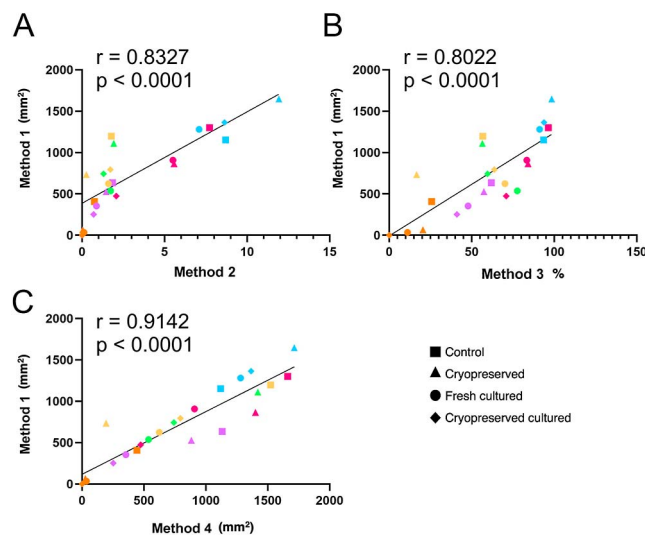 A
r = 0.8327
p < 0.0001
2000
1500
1000
500
0
Method 1 (mm²)
0 5 10 15
Method 2
B
r = 0.8022
p < 0.0001
2000
1500
1000
500
0
Method 1 (mm²)
0 50 100 150
Method 3 %
C
r = 0.9142
p < 0.0001
2000
1500
1000
500
0
Method 1 (mm²)
0 500 1000 1500 2000
Method 4 (mm²)
Control
Cryopreserved
Fresh cultured
Cryopreserved cultured